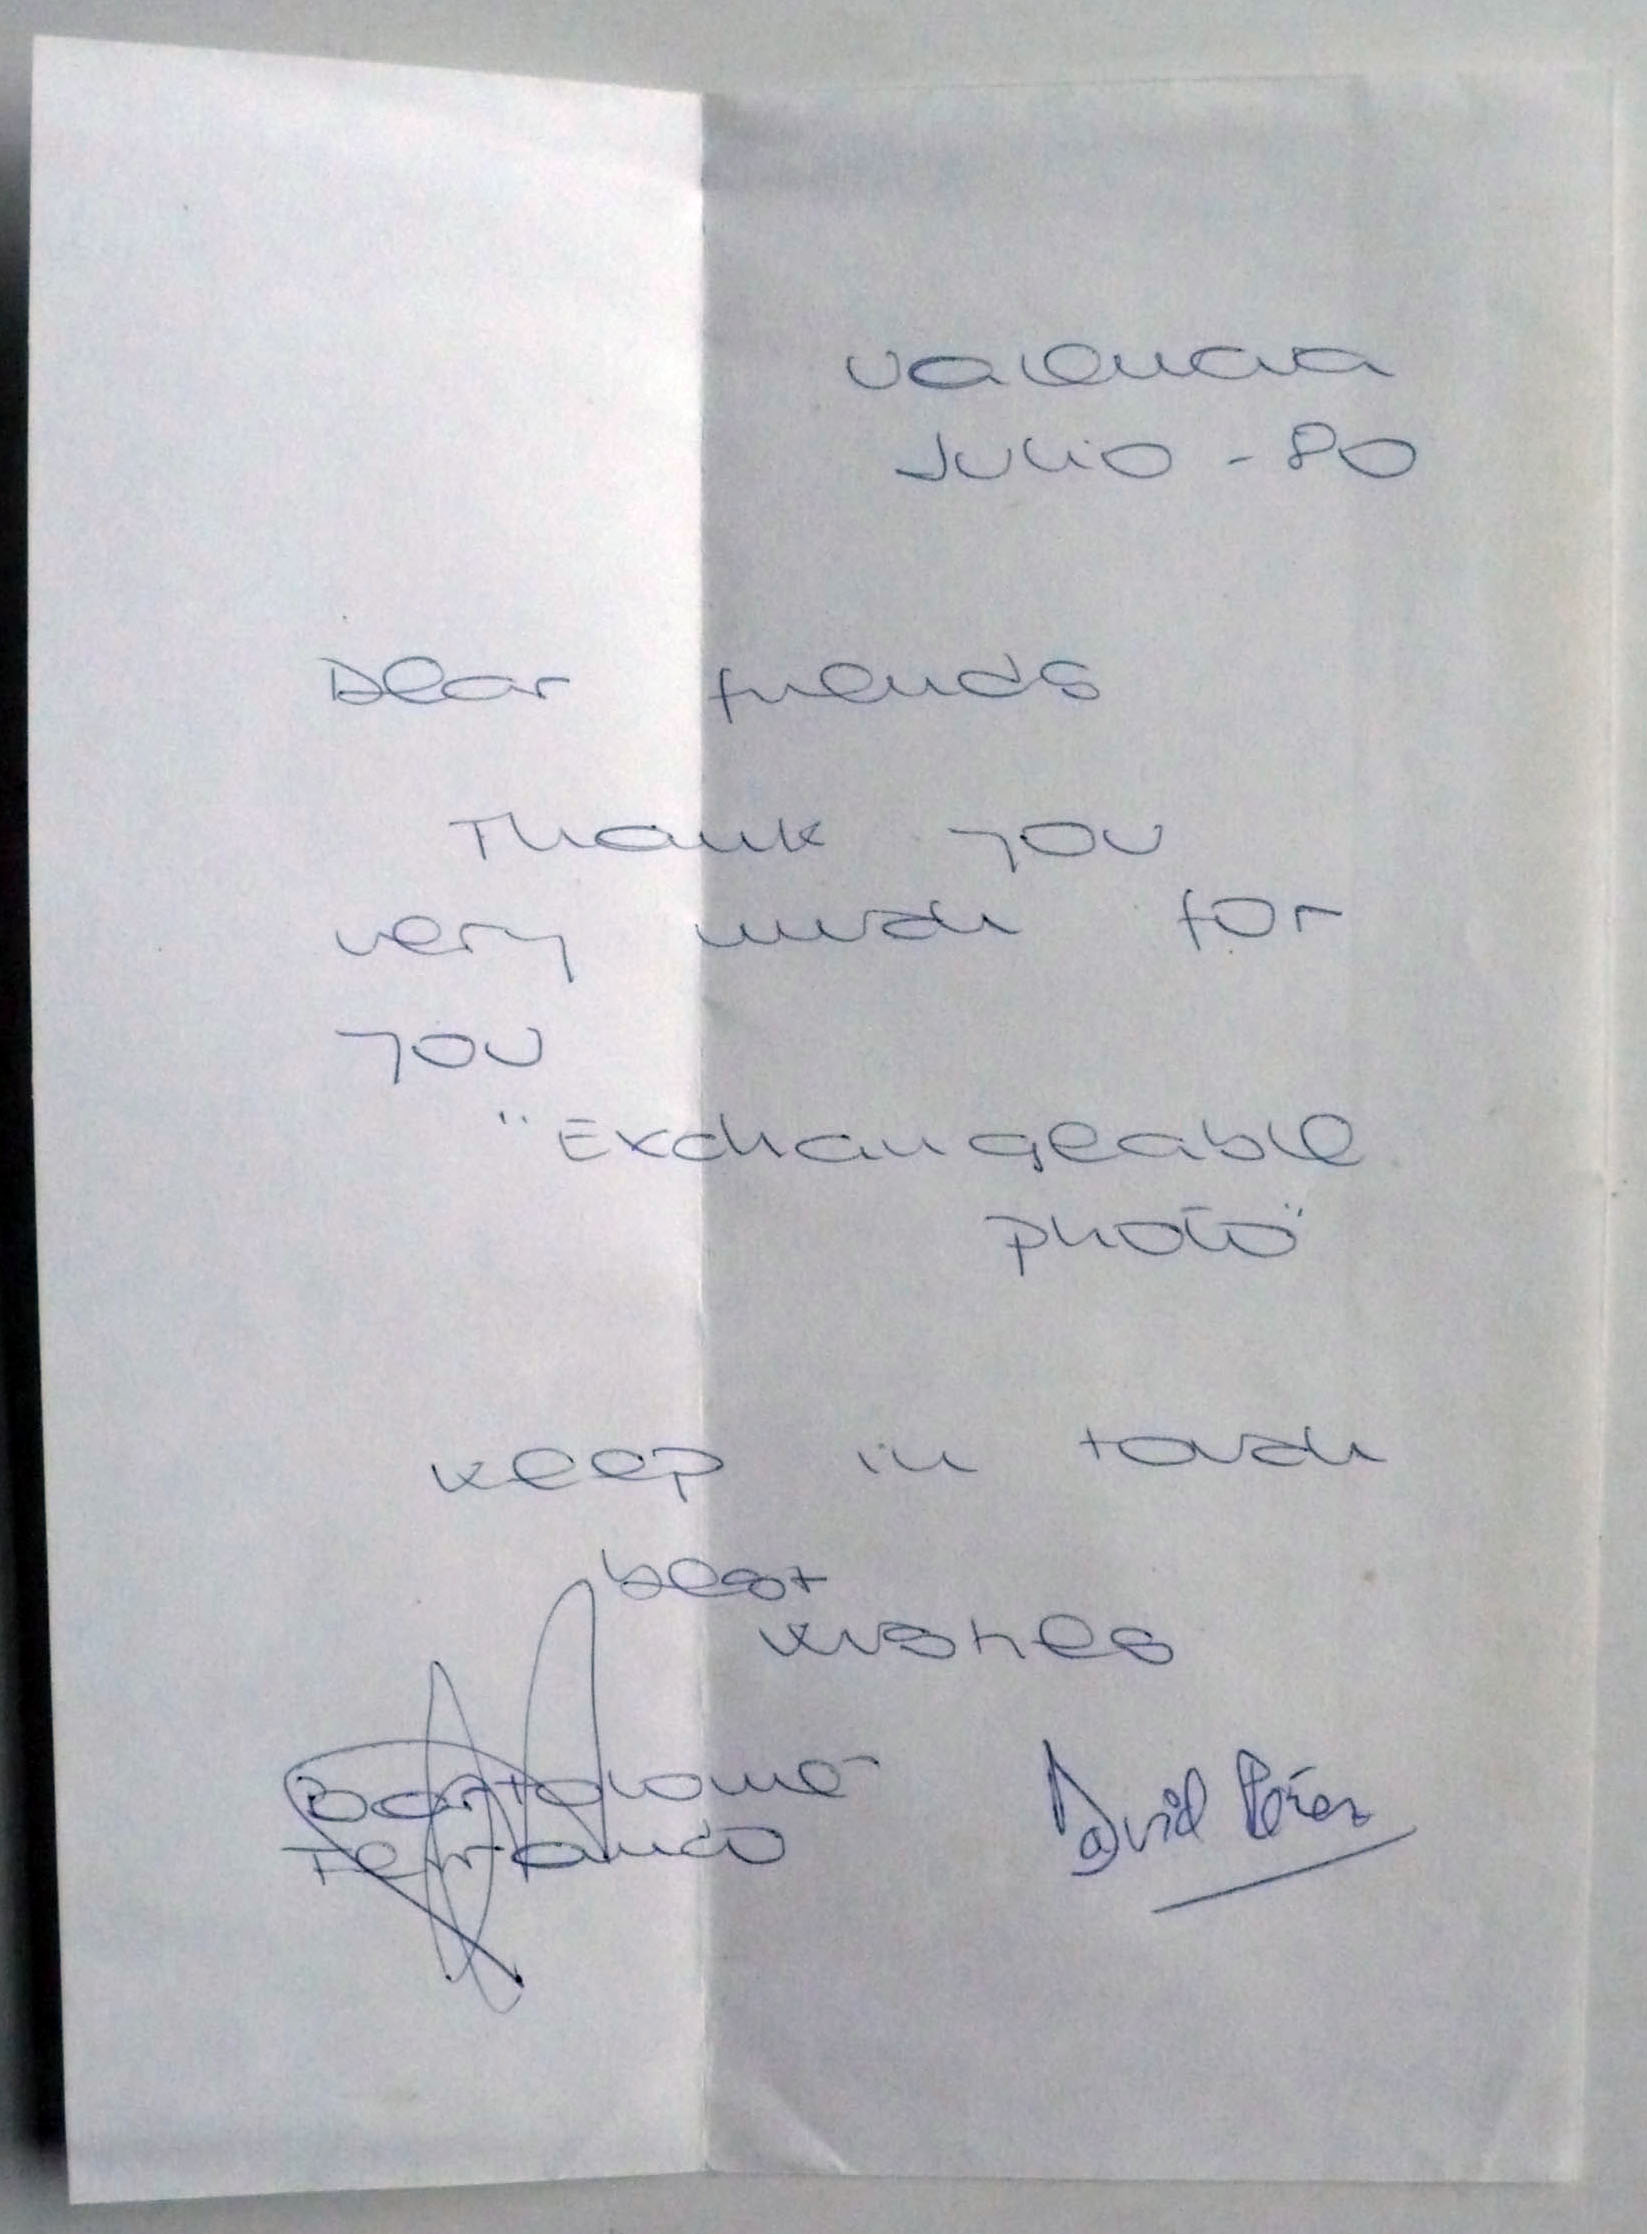 Valencia
Julio - 80
Dear friends
Thank you
very much for
you
"Exchangeable
photo"
keep in touch
best
wishes
Bartolomé
Ferrando
David Pérez